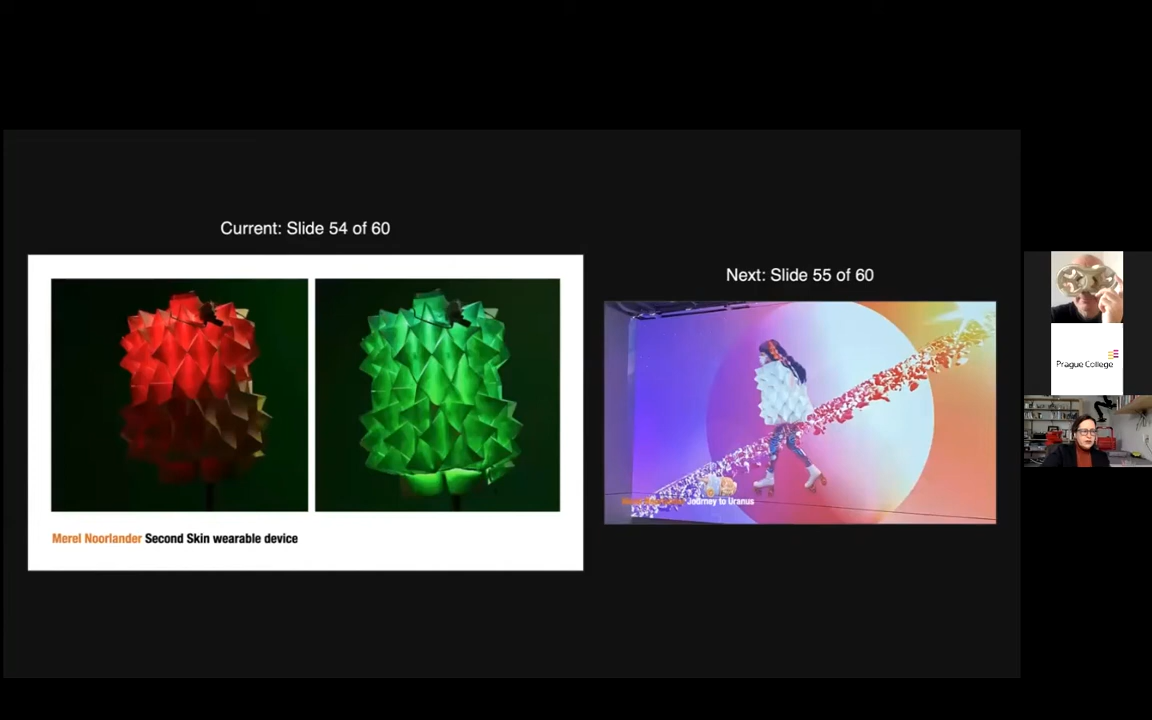 Current: Slide 54 of 60
Next: Slide 55 of 60
Journey to Uranus
Prague College
Merel Noorlander Second Skin wearable device